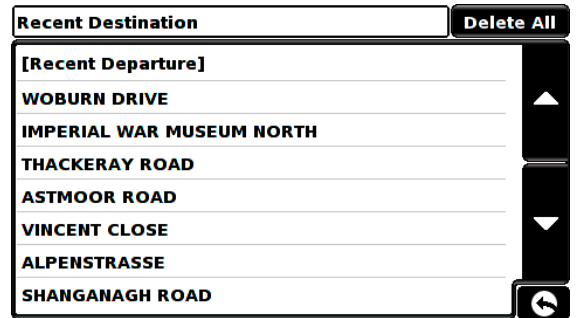 Recent Destination
Delete All
[Recent Departure]
WOBURN DRIVE
IMPERIAL WAR MUSEUM NORTH
THACKERAY ROAD
ASTMOOR ROAD
VINCENT CLOSE
ALPENSTRASSE
SHANGANAGH ROAD